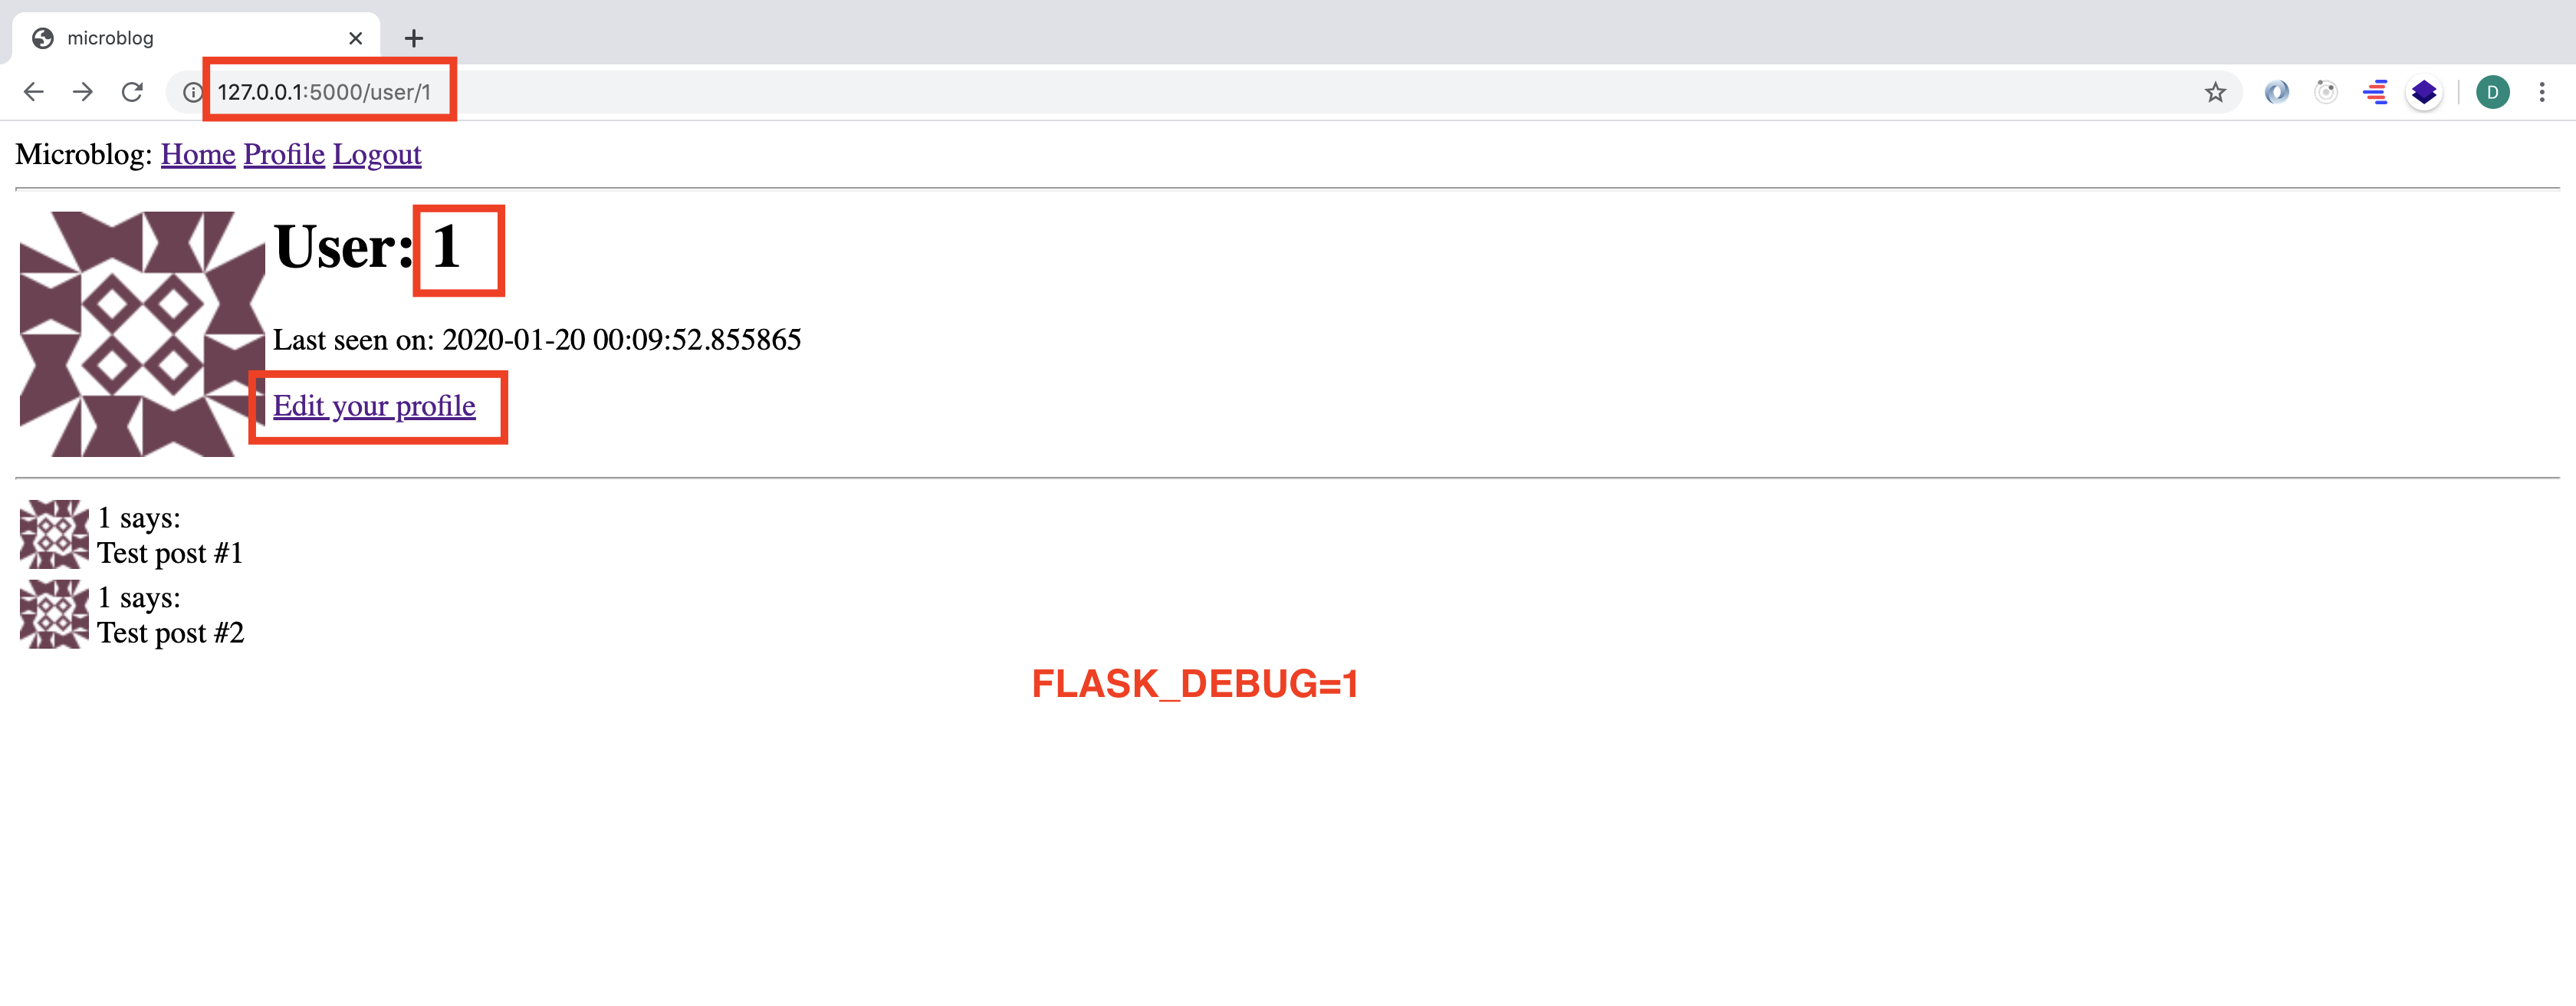 microblog
127.0.0.1:5000/user/1
D
Microblog: Home Profile Logout
User: 1
Last seen on: 2020-01-20 00:09:52.855865
Edit your profile
1 says:
Test post #1
1 says:
Test post #2
FLASK_DEBUG=1